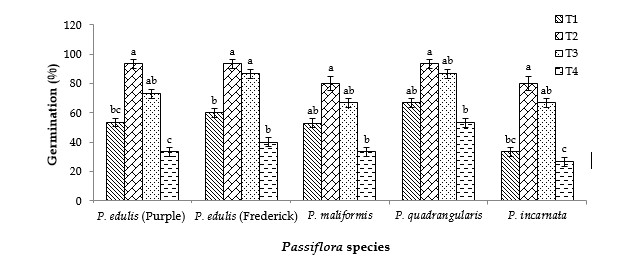 120
100
80
60
40
20
0
Germination (%)
T1
T2
T3
T4
bc a ab c
b a a b
ab a ab b
ab a ab b
bc a ab c
P. edulis (Purple) P. edulis (Frederick) P. maliformis P. quadrangularis P. incarnata
Passiflora species